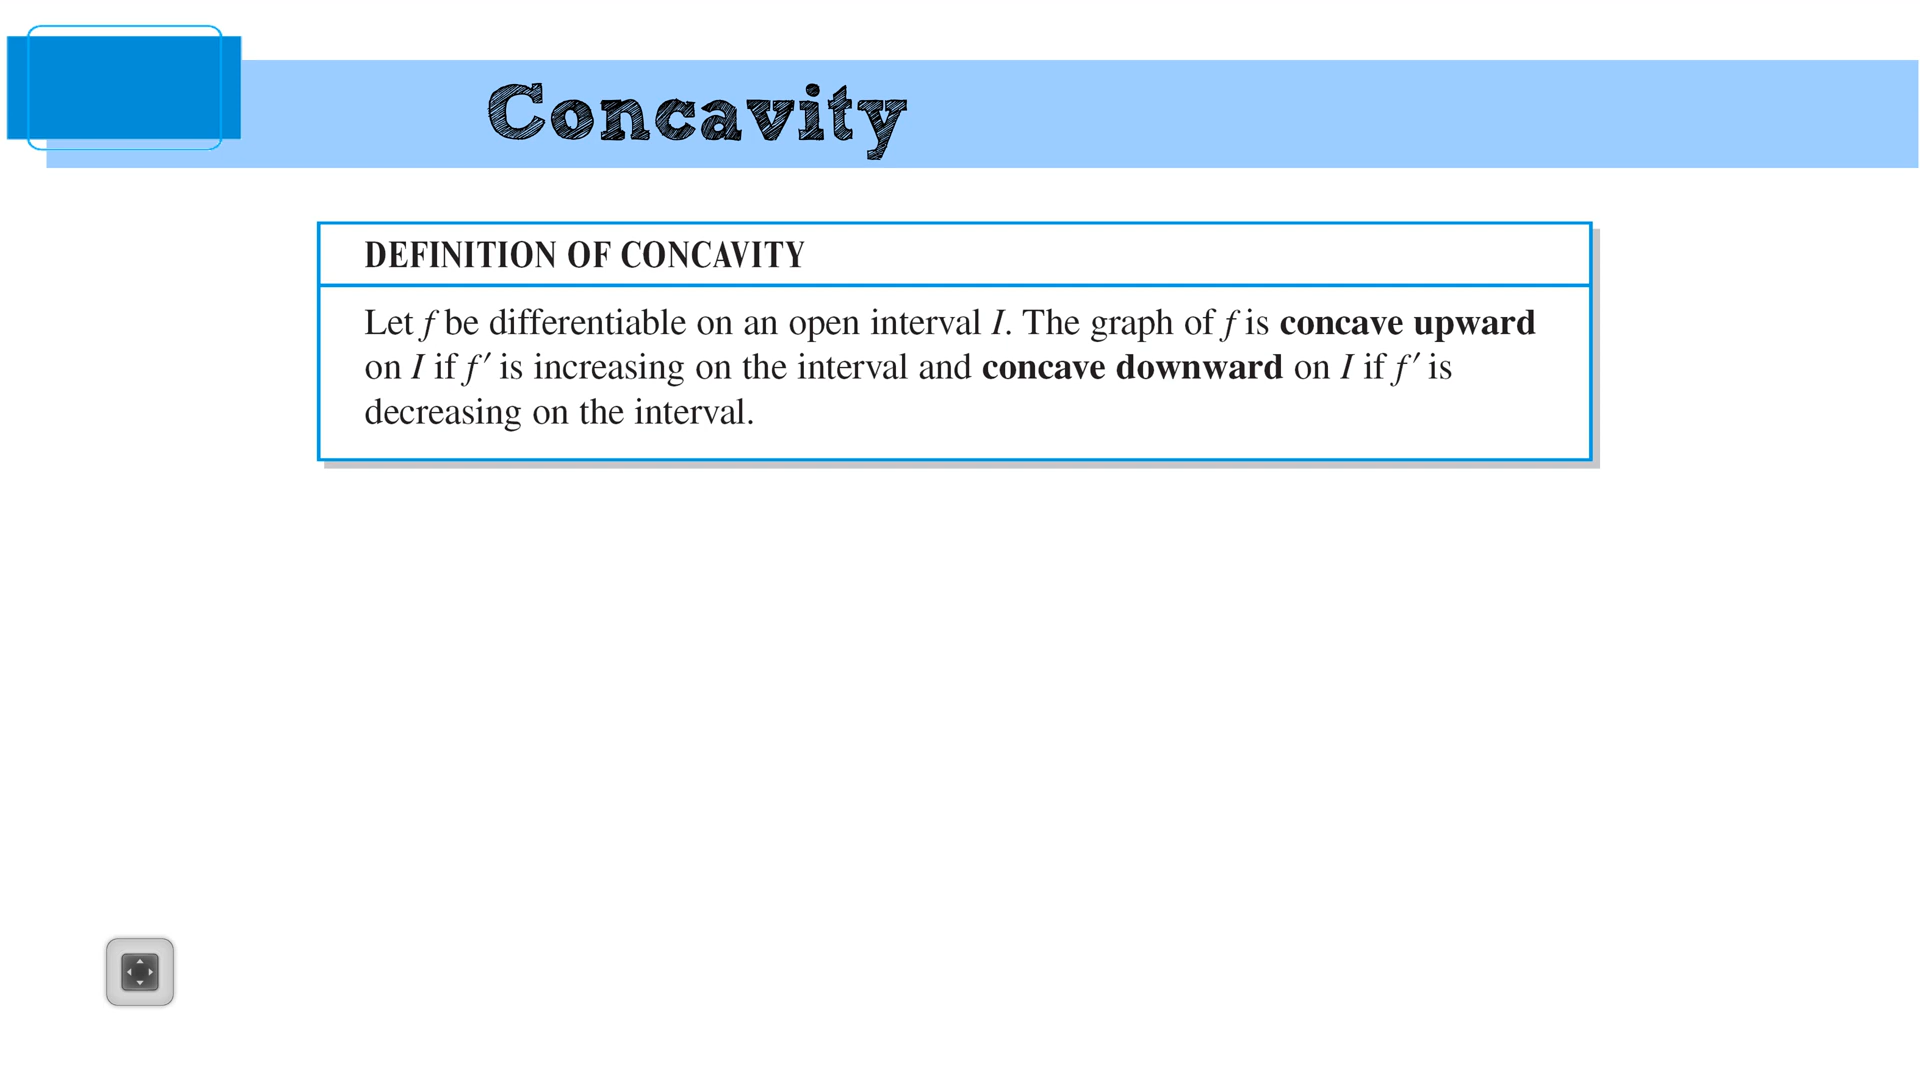 Concavity
DEFINITION OF CONCAVITY
Let f be differentiable on an open interval I. The graph of f is concave upward
on I if f′ is increasing on the interval and concave downward on I if f′ is
decreasing on the interval.